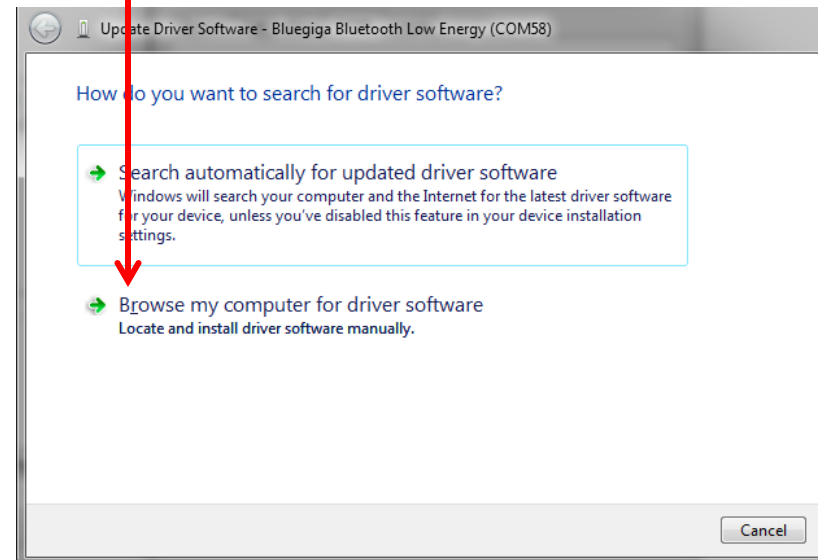 Update Driver Software - Bluegiga Bluetooth Low Energy (COM58)
How do you want to search for driver software?
Search automatically for updated driver software
Windows will search your computer and the Internet for the latest driver software
for your device, unless you've disabled this feature in your device installation
settings.
Browse my computer for driver software
Locate and install driver software manually.
Cancel